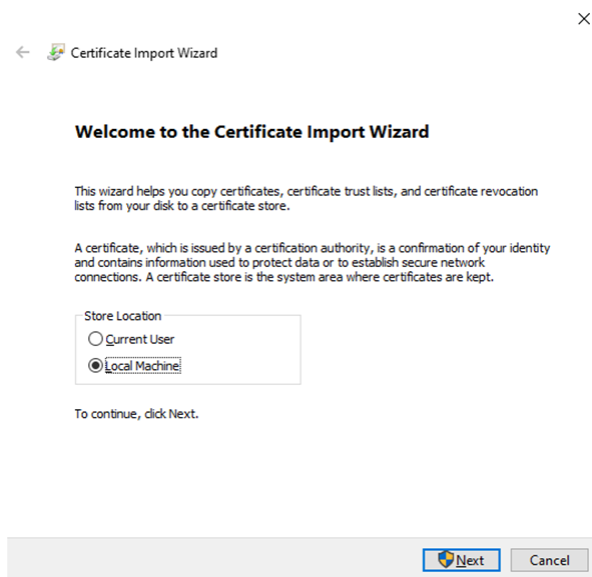 Certificate Import Wizard
Welcome to the Certificate Import Wizard
This wizard helps you copy certificates, certificate trust lists, and certificate revocation
lists from your disk to a certificate store.
A certificate, which is issued by a certification authority, is a confirmation of your identity
and contains information used to protect data or to establish secure network
connections. A certificate store is the system area where certificates are kept.
Store Location
Current User
Local Machine
To continue, click Next.
Next
Cancel